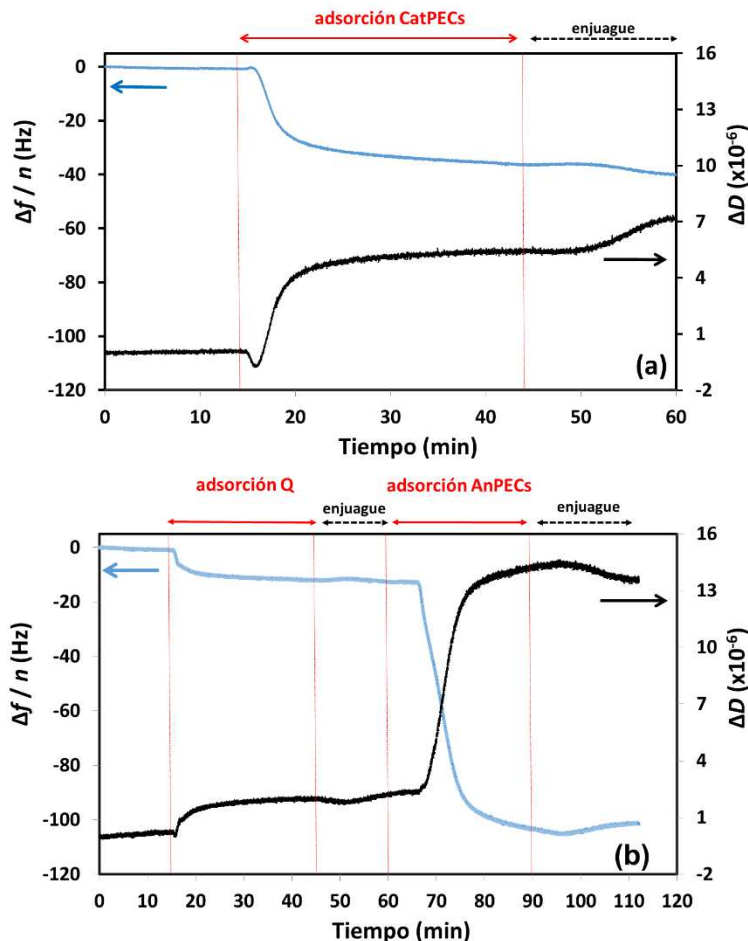 adsorción CatPECs
enjuague
0
-20
-40
-60
-80
-100
-120
Δf / n (Hz)
16
13
10
7
4
1
-2
ΔD (x10⁻⁶)
(a)
0 10 20 30 40 50 60
Tiempo (min)
adsorción Q
enjuague
adsorción AnPECs
enjuague
0
-20
-40
-60
-80
-100
-120
Δf / n (Hz)
16
13
10
7
4
1
-2
ΔD (x10⁻⁶)
(b)
0 10 20 30 40 50 60 70 80 90 100 110 120
Tiempo (min)